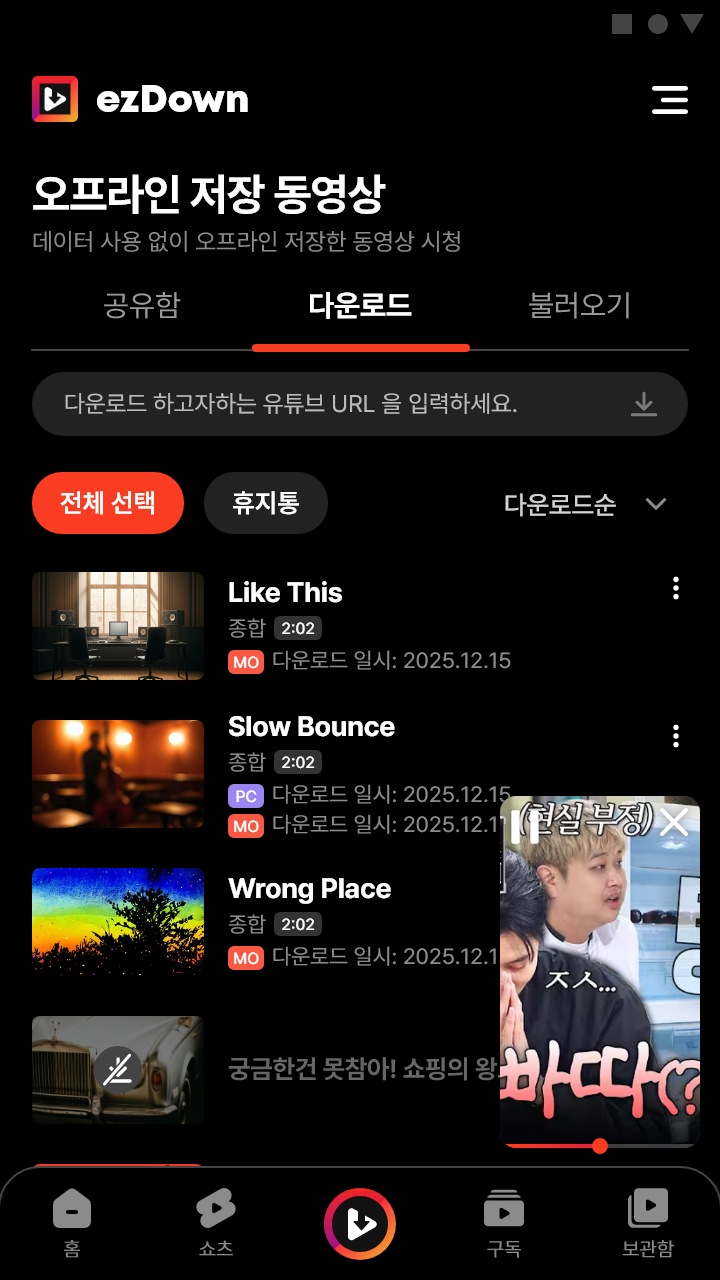 ezDown
오프라인 저장 동영상
데이터 사용 없이 오프라인 저장한 동영상 시청
공유함 다운로드 불러오기
다운로드 하고자하는 유튜브 URL 을 입력하세요.
전체 선택 휴지통 다운로드순
Like This
종합 2:02
MO 다운로드 일시: 2025.12.15
Slow Bounce
종합 2:02
PC 다운로드 일시: 2025.12.15
MO 다운로드 일시: 2025.12.1
(현실 부정)
Wrong Place
종합 2:02
MO 다운로드 일시: 2025.12.1
ㅈㅅ...
궁금한건 못참아! 쇼핑의 왕
빠따(?
홈 쇼츠 구독 보관함